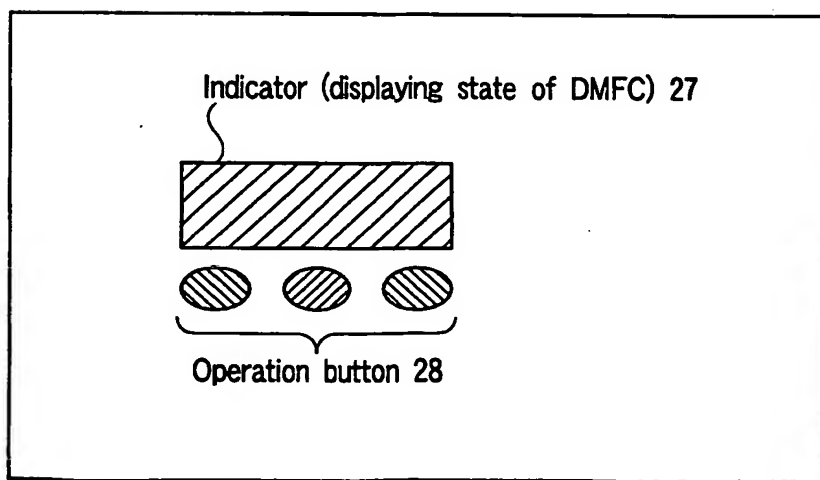 Indicator (displaying state of DMFC) 27
Operation button 28